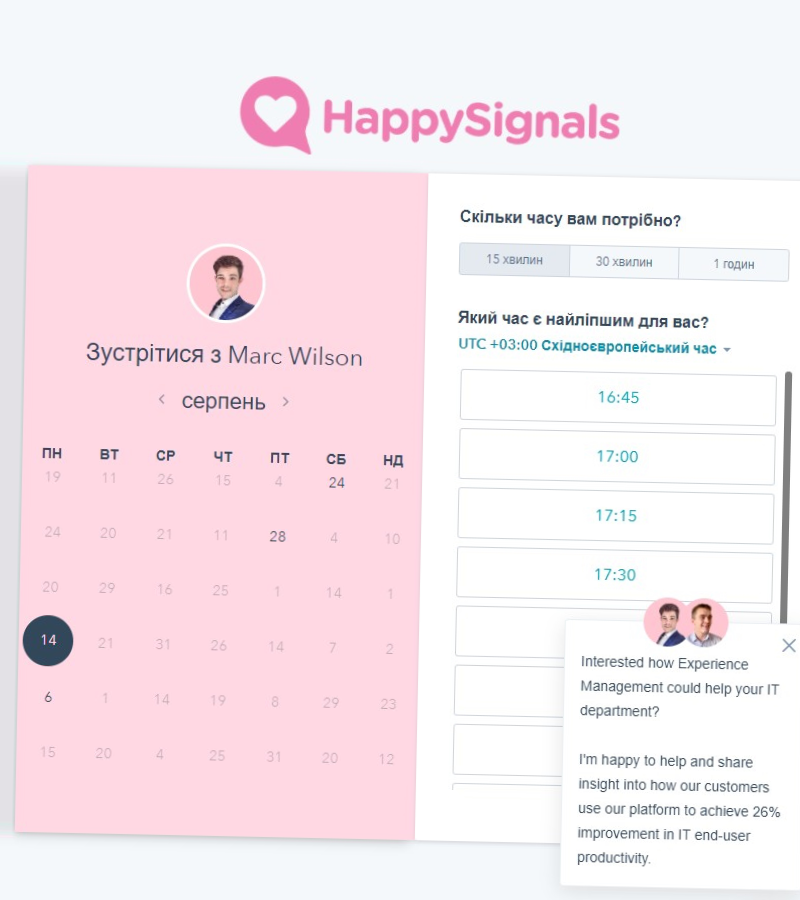 HappySignals
Зустрітися з Marc Wilson
серпень
ПН ВТ СР ЧТ ПТ СБ НД
19 11 26 15 4 24 21
24 20 21 11 28 4 10
20 29 16 25 1 14 1
14 21 31 26 14 7 2
6 1 14 19 8 29 23
15 20 4 25 31 20 12
Скільки часу вам потрібно?
15 хвилин 30 хвилин 1 годин
Який час є найліпшим для вас?
UTC +03:00 Східноєвропейський час
16:45
17:00
17:15
17:30
Interested how Experience
Management could help your IT
department?
I'm happy to help and share
insight into how our customers
use our platform to achieve 26%
improvement in IT end-user
productivity.